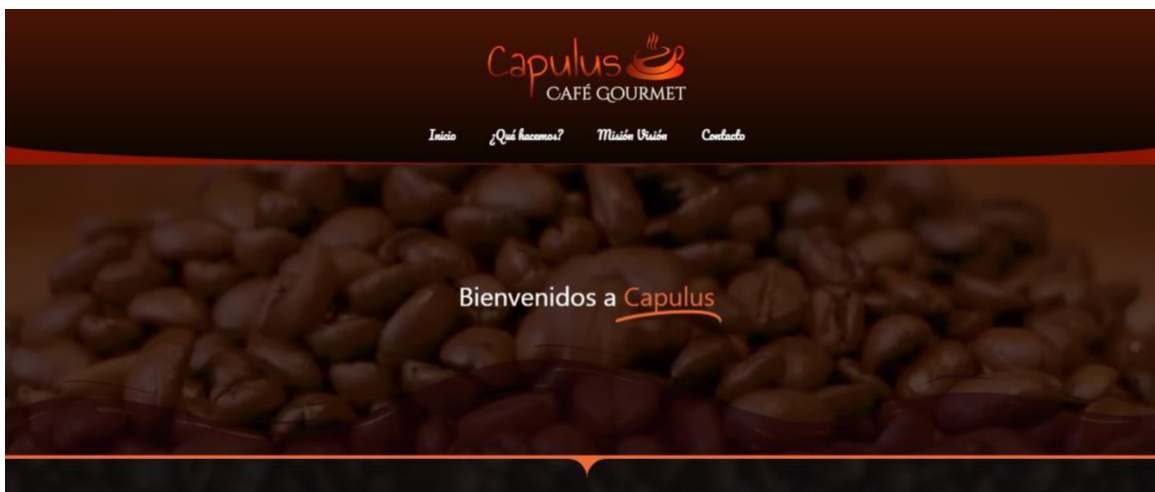 Capulus
CAFÉ GOURMET
Inicio ¿Qué hacemos? Misión Visión Contacto
Bienvenidos a Capulus